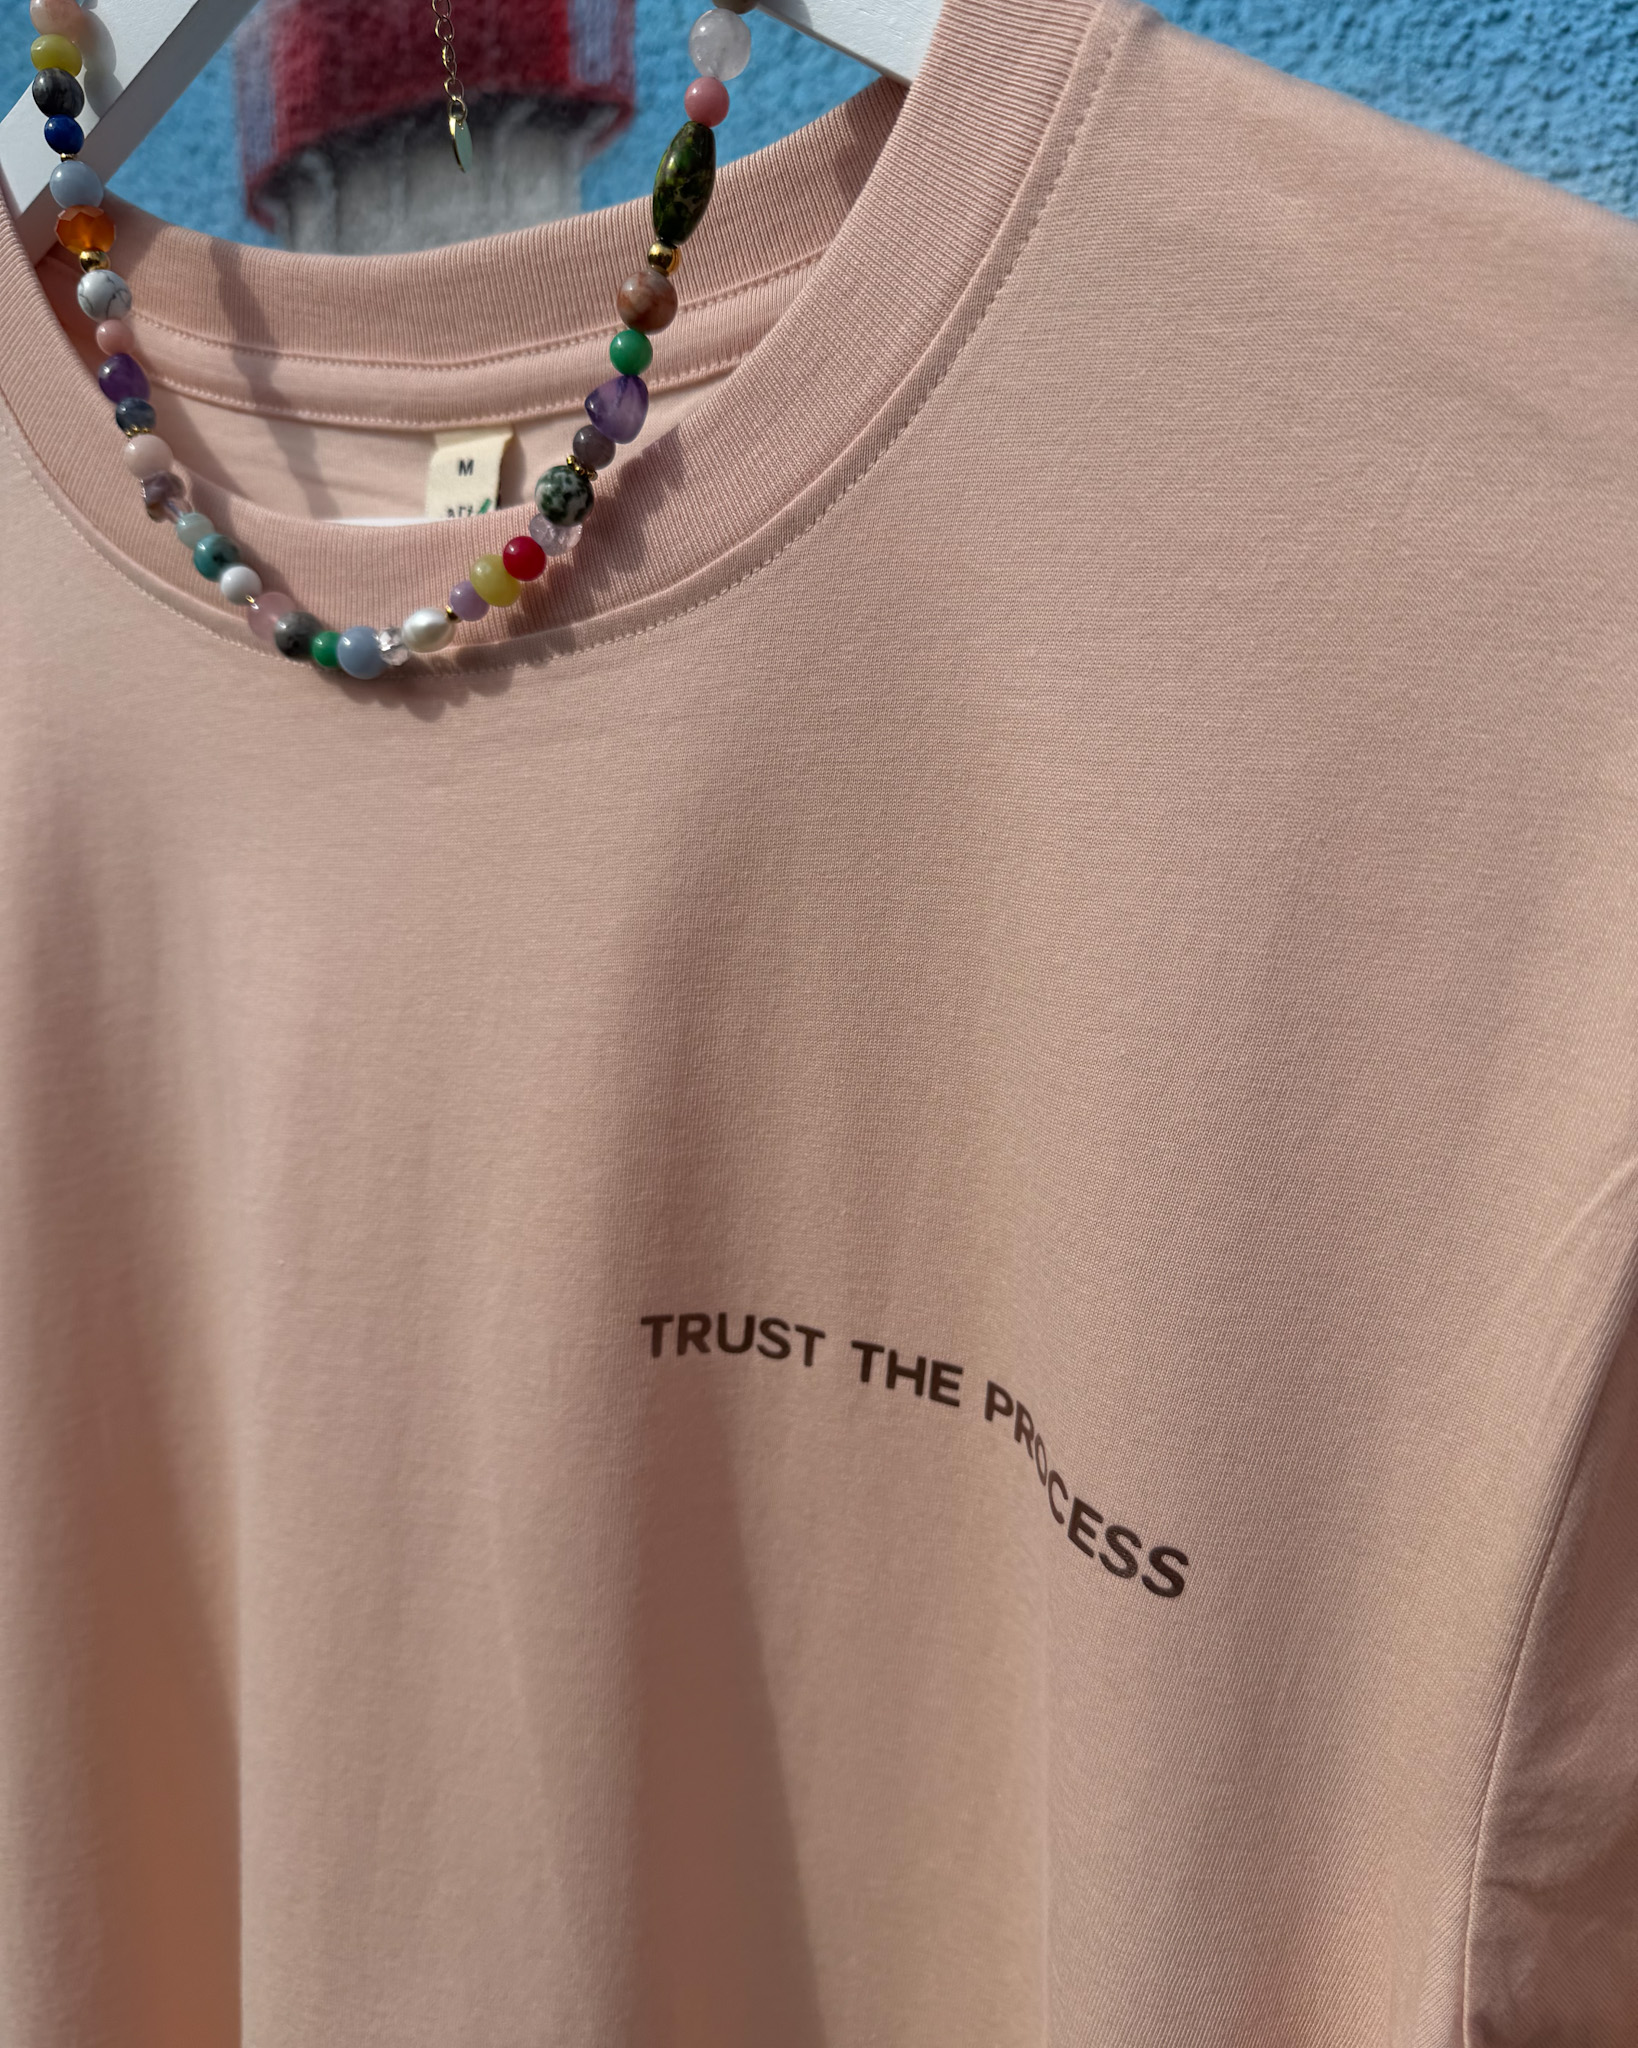 M
TRUST THE PROCESS